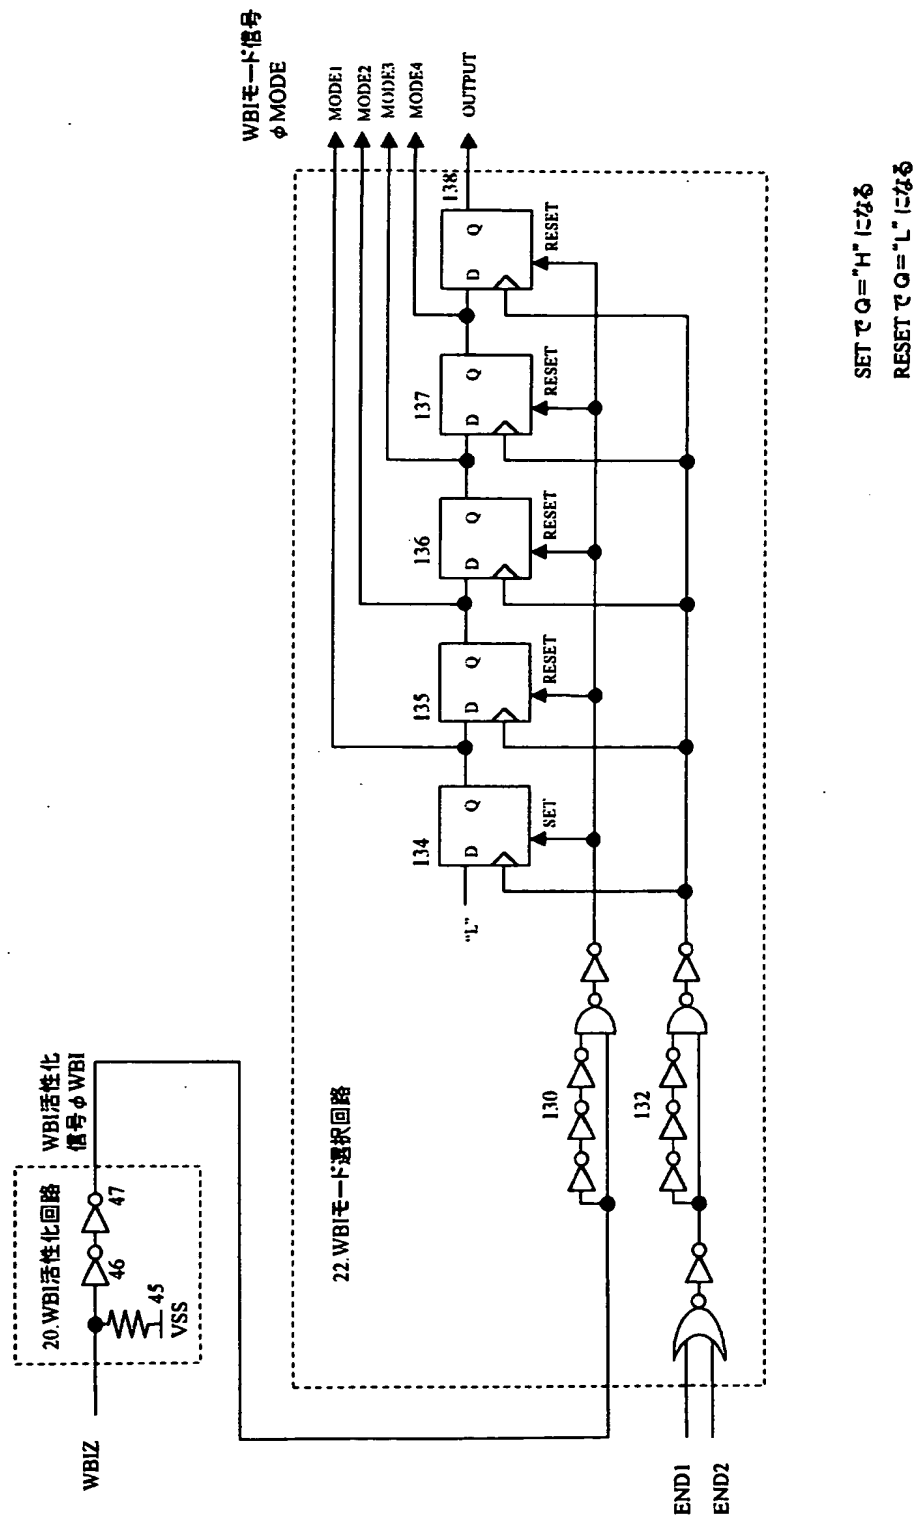 WBIZ
20.WBI活性化回路
46
47
45
VSS
WBI活性化
信号φWBI
END1
END2
22.WBIモード選択回路
130
132
"L"
134
D
Q
SET
135
D
Q
RESET
136
D
Q
RESET
137
D
Q
RESET
138
D
Q
RESET
WBIモード信号
φMODE
MODE1
MODE2
MODE3
MODE4
OUTPUT
SETでQ="H"になる
RESETでQ="L"になる